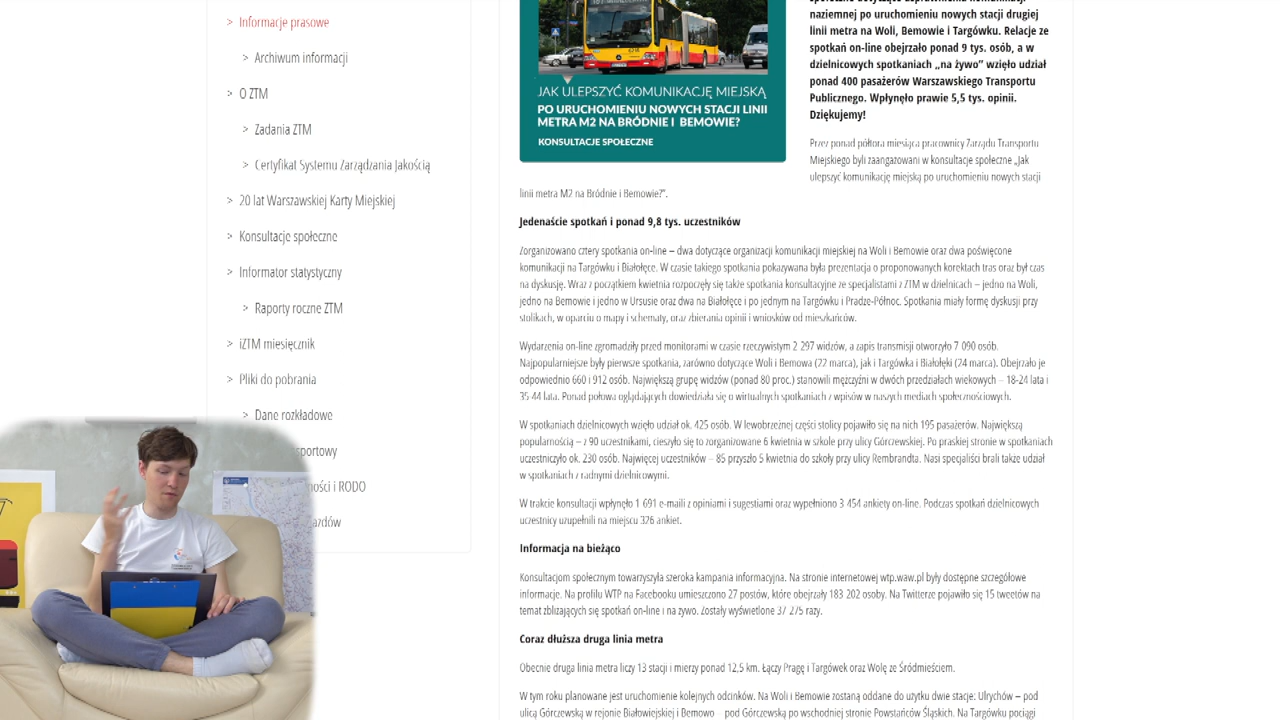 > Informacje prasowe
> Archiwum informacji
> O ZTM
> Zadania ZTM
> Certyfikat Systemu Zarządzania Jakością
> 20 lat Warszawskiej Karty Miejskiej
> Konsultacje społeczne
> Informator statystyczny
> Raporty roczne ZTM
> iZTM miesięcznik
> Pliki do pobrania
> Dane rozkładowe
i RODO
JAK ULEPSZYĆ KOMUNIKACJĘ MIEJSKĄ
PO URUCHOMIENIU NOWYCH STACJI LINII
METRA M2 NA BRÓDNIE I BEMOWIE?
KONSULTACJE SPOŁECZNE
naziemnej po uruchomieniu nowych stacji drugiej
linii metra na Woli, Bemowie i Targówku. Relacje ze
spotkań on-line obejrzało ponad 9 tys. osób, a w
dzielnicowych spotkaniach „na żywo” wzięło udział
ponad 400 pasażerów Warszawskiego Transportu
Publicznego. Wpłynęło prawie 5,5 tys. opinii.
Dziękujemy!
Przez ponad półtora miesiąca pracownicy Zarządu Transportu
Miejskiego byli zaangażowani w konsultacje społeczne „Jak
ulepszyć komunikację miejską po uruchomieniu nowych stacji
linii metra M2 na Bródnie i Bemowie?”.
Jedenaście spotkań i ponad 9,8 tys. uczestników
Zorganizowano cztery spotkania on-line – dwa dotyczące organizacji komunikacji miejskiej na Woli i Bemowie oraz dwa poświęcone
komunikacji na Targówku i Białołęce. W czasie takiego spotkania pokazywana była prezentacja o proponowanych korektach tras oraz był czas
na dyskusję. Wraz z początkiem kwietnia rozpoczęły się także spotkania konsultacyjne ze specjalistami z ZTM w dzielnicach – jedno na Woli,
jedno na Bemowie i jedno w Ursusie oraz dwa na Białołęce i po jednym na Targówku i Pradze-Północ. Spotkania miały formę dyskusji przy
stolikach, w oparciu o mapy i schematy, oraz zbierania opinii i wniosków od mieszkańców.
Wydarzenia on-line zgromadziły przed monitorami w czasie rzeczywistym 2 297 widzów, a zapis transmisji otworzyło 7 090 osób.
Najpopularniejsze były pierwsze spotkania, zarówno dotyczące Woli i Bemowa (22 marca), jak i Targówka i Białołęki (24 marca). Obejrzało je
odpowiednio 660 i 912 osób. Największą grupę widzów (ponad 80 proc.) stanowili mężczyźni w dwóch przedziałach wiekowych – 18-24 lata i
35-44 lata. Ponad połowa oglądających dowiedziała się o wirtualnych spotkaniach z wpisów w naszych mediach społecznościowych.
W spotkaniach dzielnicowych wzięło udział ok. 425 osób. W lewobrzeżnej części stolicy pojawiło się na nich 195 pasażerów. Największą
popularnością – z 90 uczestnikami, cieszyło się to zorganizowane 6 kwietnia w szkole przy ulicy Górczewskiej. Po praskiej stronie w spotkaniach
uczestniczyło ok. 230 osób. Najwięcej uczestników – 85 przyszło 5 kwietnia do szkoły przy ulicy Rembrandta. Nasi specjaliści brali także udział
w spotkaniach z radnymi dzielnicowymi.
W trakcie konsultacji wpłynęło 1 691 e-maili z opiniami i sugestiami oraz wypełniono 3 454 ankiety on-line. Podczas spotkań dzielnicowych
uczestnicy uzupełnili na miejscu 326 ankiet.
Informacja na bieżąco
Konsultacjom społecznym towarzyszyła szeroka kampania informacyjna. Na stronie internetowej wtp.waw.pl były dostępne szczegółowe
informacje. Na profilu WTP na Facebooku umieszczono 27 postów, które obejrzały 183 202 osoby. Na Twitterze pojawiło się 15 tweetów na
temat zbliżających się spotkań on-line i na żywo. Zostały wyświetlone 37 275 razy.
Coraz dłuższa druga linia metra
Obecnie druga linia metra liczy 13 stacji i mierzy ponad 12,5 km. Łączy Pragę i Targówek oraz Wolę ze Śródmieściem.
W tym roku planowane jest uruchomienie kolejnych odcinków. Na Woli i Bemowie zostaną oddane do użytku dwie stacje: Ulrychów – pod
ulicą Górczewską w rejonie Białowiejskiej i Bemowo – pod Górczewską po wschodniej stronie Powstańców Śląskich. Na Targówku pociągi